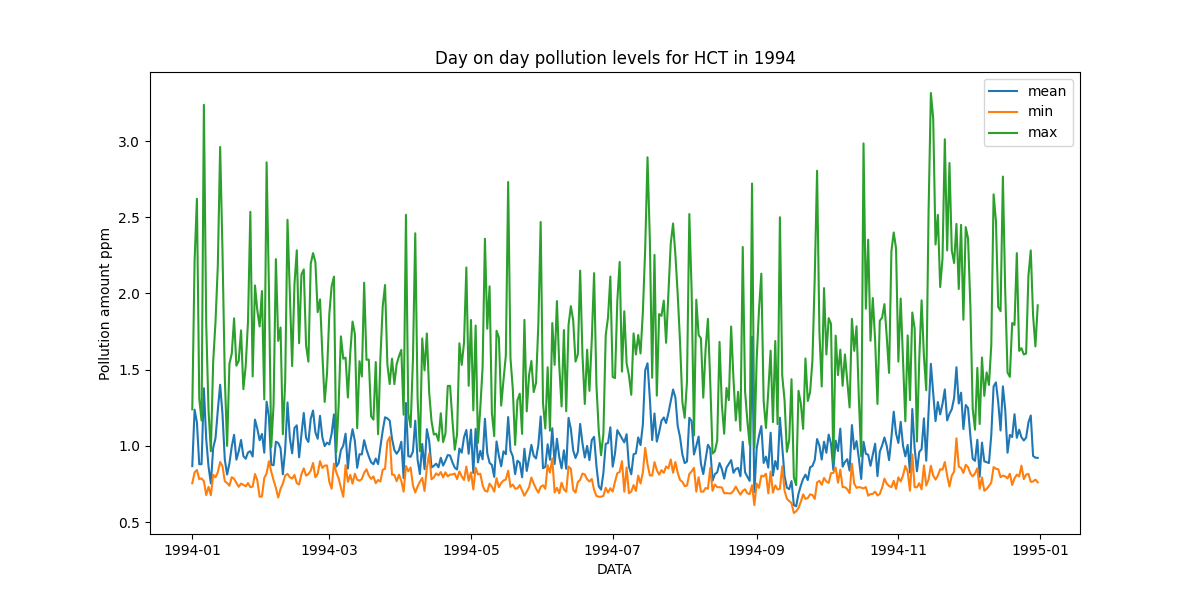 Day on day pollution levels for HCT in 1994
mean
min
max
Pollution amount ppm
3.0
2.5
2.0
1.5
1.0
0.5
1994-01
1994-03
1994-05
1994-07
1994-09
1994-11
1995-01
DATA